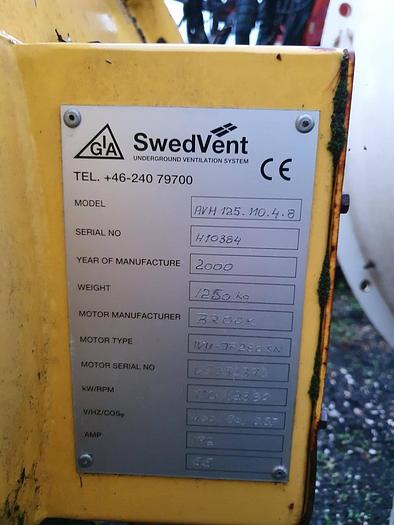 GIA SwedVent
UNDERGROUND VENTILATION SYSTEM
CE
TEL. +46-240 79700
MODEL AVH 125.110.4.8
SERIAL NO H10384
YEAR OF MANUFACTURE 2000
WEIGHT 1250 kg
MOTOR MANUFACTURER BROOK
MOTOR TYPE
MOTOR SERIAL NO
kW/RPM
V/HZ/COSφ
AMP
55